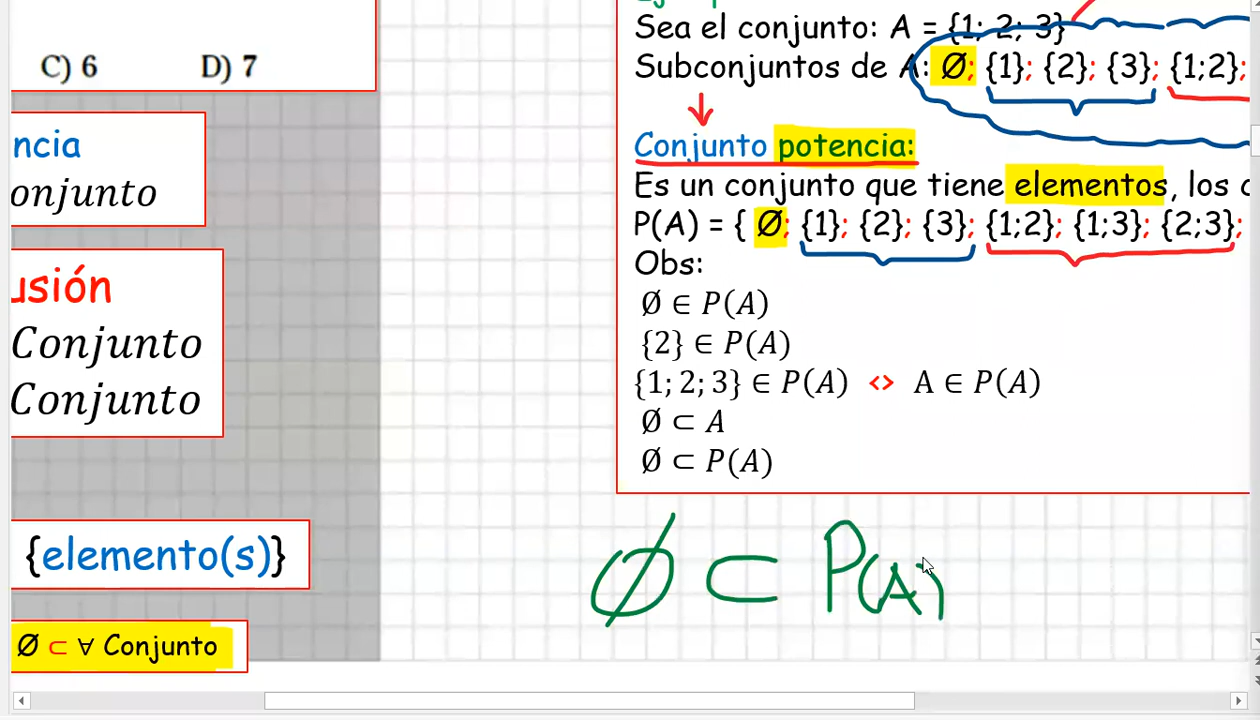 C) 6 D) 7
ncia
onjunto
usión
Conjunto
Conjunto
{elemento(s)}
Ø ⊂ ∀ Conjunto
Sea el conjunto: A = {1; 2; 3}
Subconjuntos de A: Ø; {1}; {2}; {3}; {1;2};
Conjunto potencia:
Es un conjunto que tiene elementos, los
P(A) = { Ø; {1}; {2}; {3}; {1;2}; {1;3}; {2;3};
Obs:
Ø ∈ P(A)
{2} ∈ P(A)
{1; 2; 3} ∈ P(A) <> A ∈ P(A)
Ø ⊂ A
Ø ⊂ P(A)
Ø ⊂ P(A)